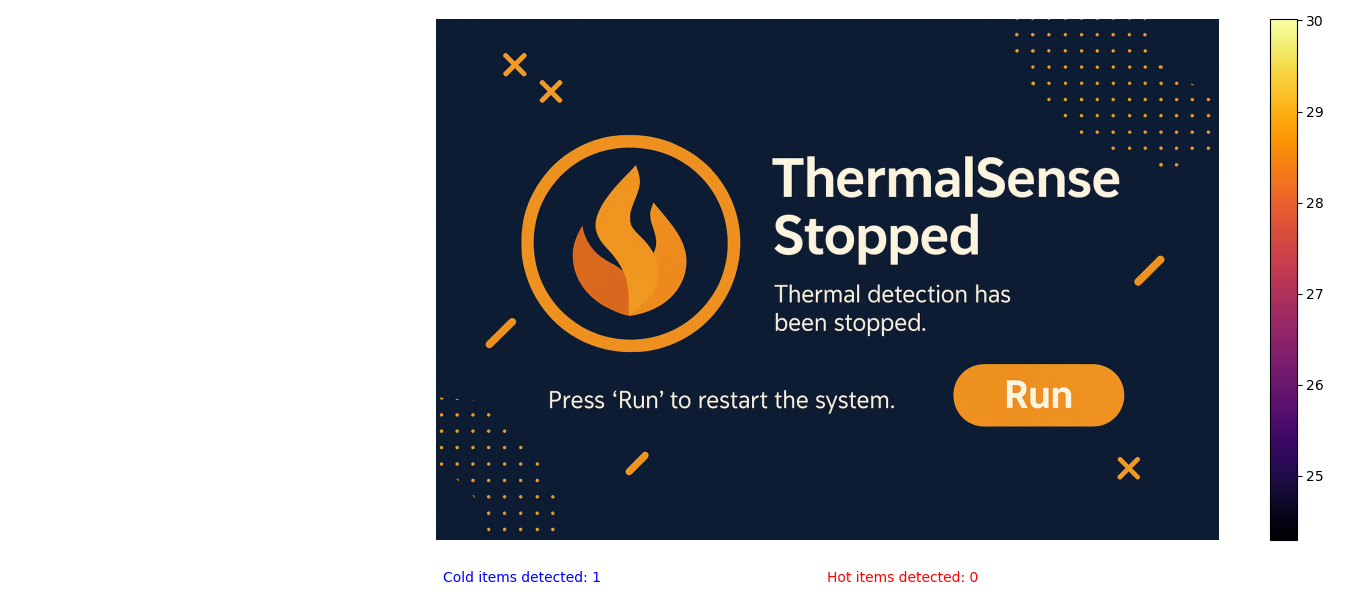 ThermalSense
Stopped
Thermal detection has
been stopped.
Press ‘Run’ to restart the system.
Run
30
29
28
27
26
25
Cold items detected: 1
Hot items detected: 0